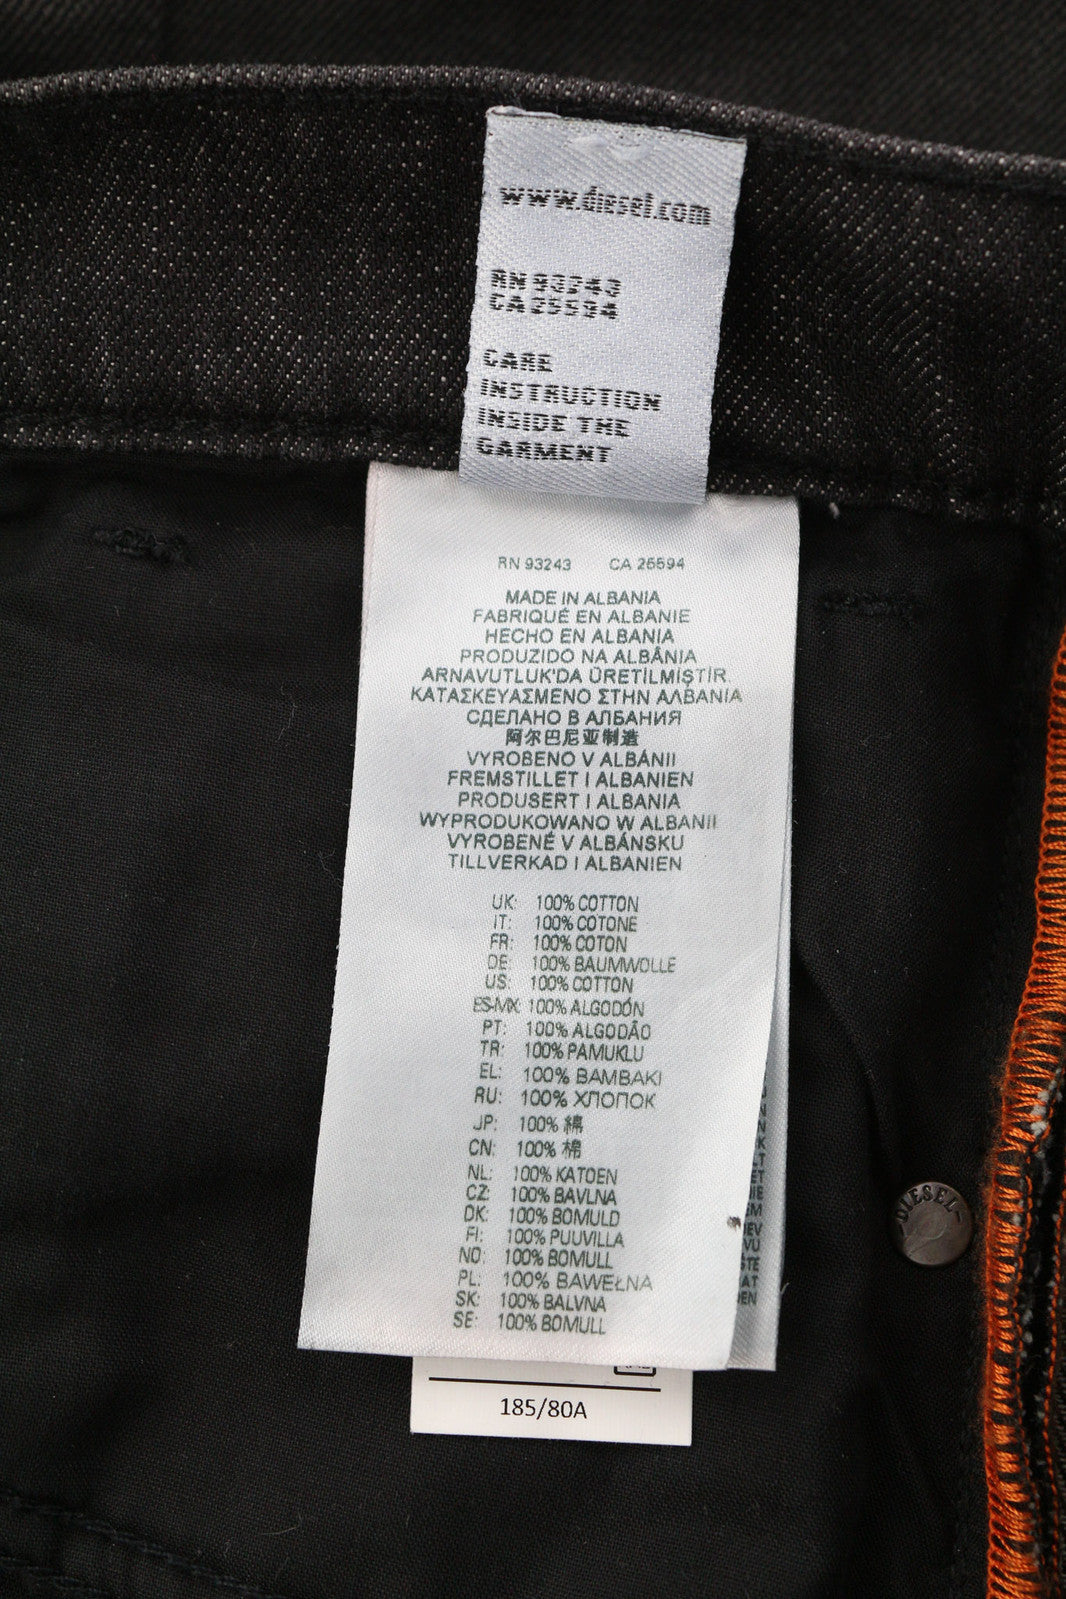 www.diesel.com
RN 93243
CA 25594
CARE
INSTRUCTION
INSIDE THE
GARMENT
RN 93243 CA 25594
MADE IN ALBANIA
FABRIQUÉ EN ALBANIE
HECHO EN ALBANIA
PRODUZIDO NA ALBÂNIA
ARNAVUTLUK'DA ÜRETİLMİŞTİR.
ΚΑΤΑΣΚΕΥΑΣΜΕΝΟ ΣΤΗΝ ΑΛΒΑΝΙΑ
СДЕЛАНО В АЛБАНИЯ
阿尔巴尼亚制造
VYROBENO V ALBÁNII
FREMSTILLET I ALBANIEN
PRODUSERT I ALBANIA
WYPRODUKOWANO W ALBANII
VYROBENÉ V ALBÁNSKU
TILLVERKAD I ALBANIEN
UK: 100% COTTON
IT: 100% COTONE
FR: 100% COTON
DE: 100% BAUMWOLLE
US: 100% COTTON
ES-MX: 100% ALGODÓN
PT: 100% ALGODÃO
TR: 100% PAMUKLU
EL: 100% ΒΑΜΒΑΚΙ
RU: 100% ХЛОПОК
JP: 100% 綿
CN: 100% 棉
NL: 100% KATOEN
CZ: 100% BAVLNA
DK: 100% BOMULD
FI: 100% PUUVILLA
NO: 100% BOMULL
PL: 100% BAWEŁNA
SK: 100% BALVNA
SE: 100% BOMULL
DIESEL
185/80A